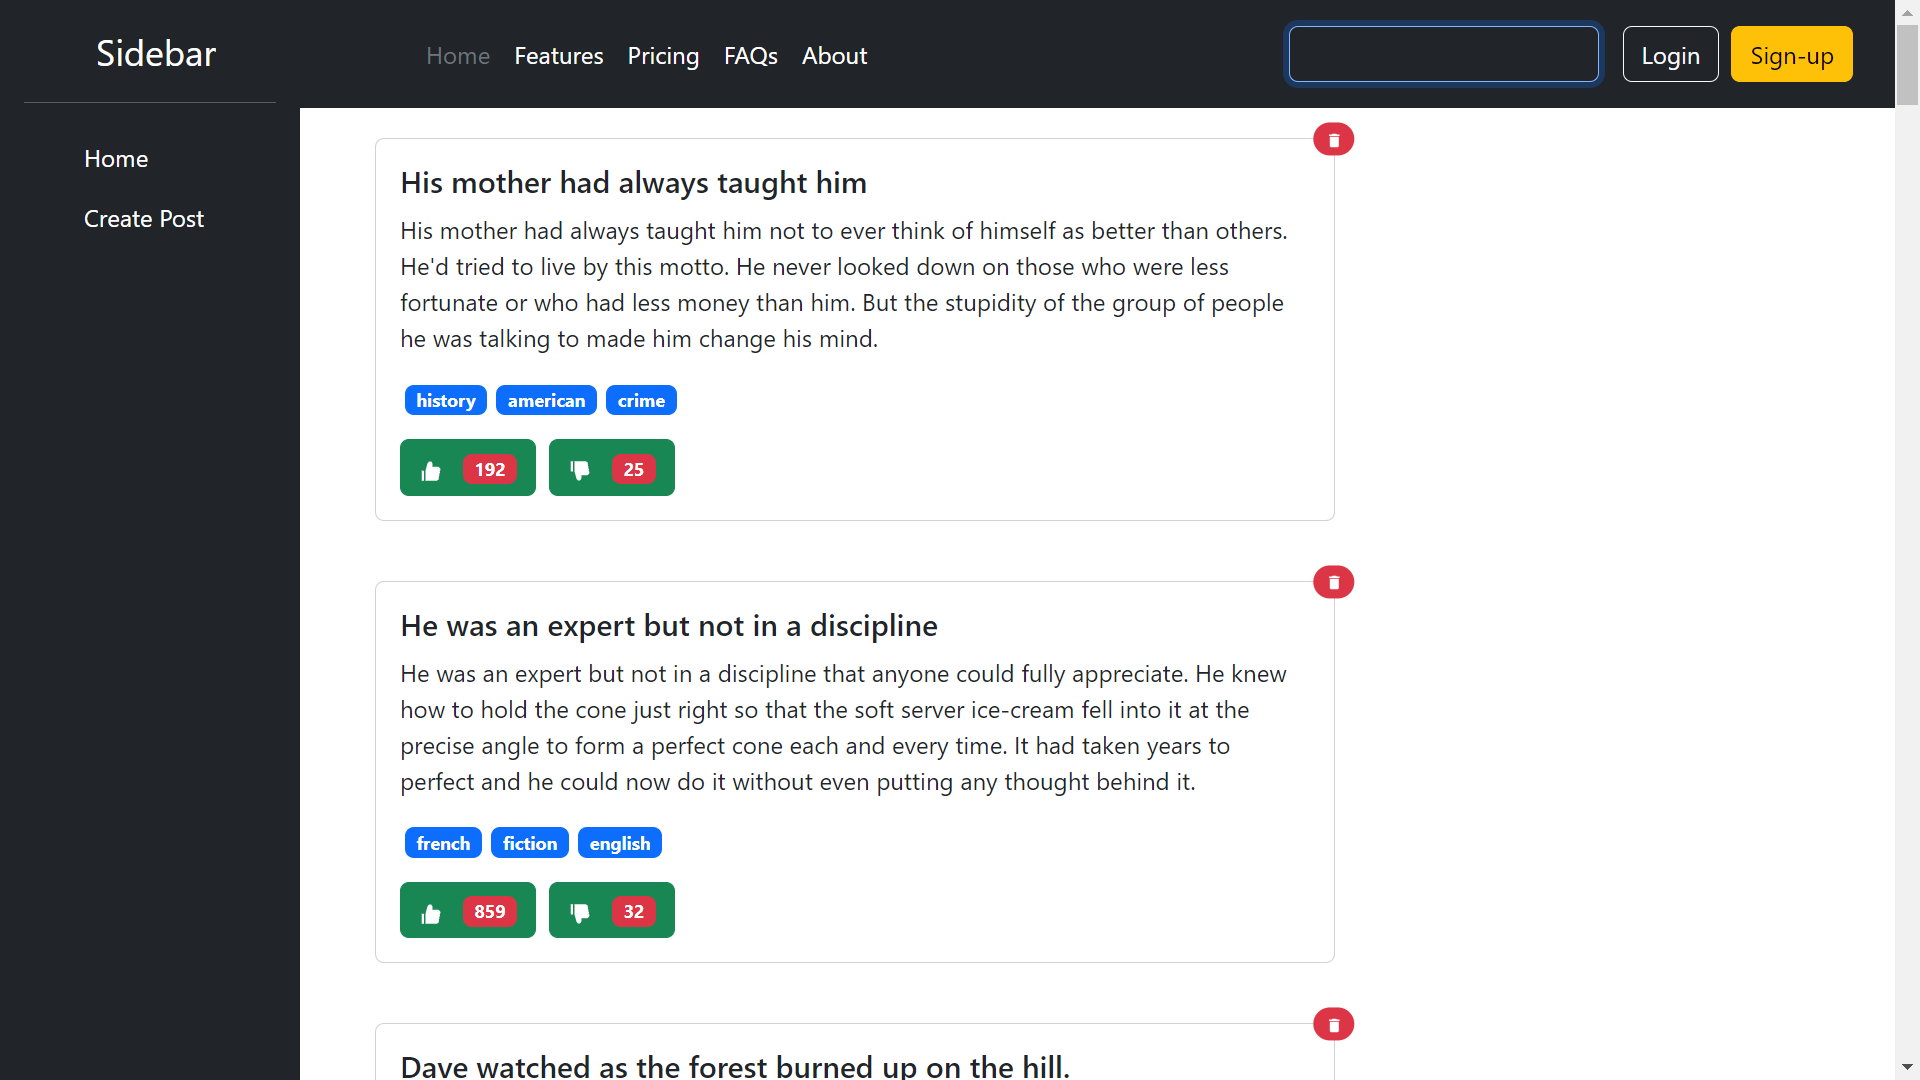 Sidebar
Home Features Pricing FAQs About
Login
Sign-up
Home
Create Post
His mother had always taught him
His mother had always taught him not to ever think of himself as better than others.
He'd tried to live by this motto. He never looked down on those who were less
fortunate or who had less money than him. But the stupidity of the group of people
he was talking to made him change his mind.
history american crime
192 25
He was an expert but not in a discipline
He was an expert but not in a discipline that anyone could fully appreciate. He knew
how to hold the cone just right so that the soft server ice-cream fell into it at the
precise angle to form a perfect cone each and every time. It had taken years to
perfect and he could now do it without even putting any thought behind it.
french fiction english
859 32
Dave watched as the forest burned up on the hill.